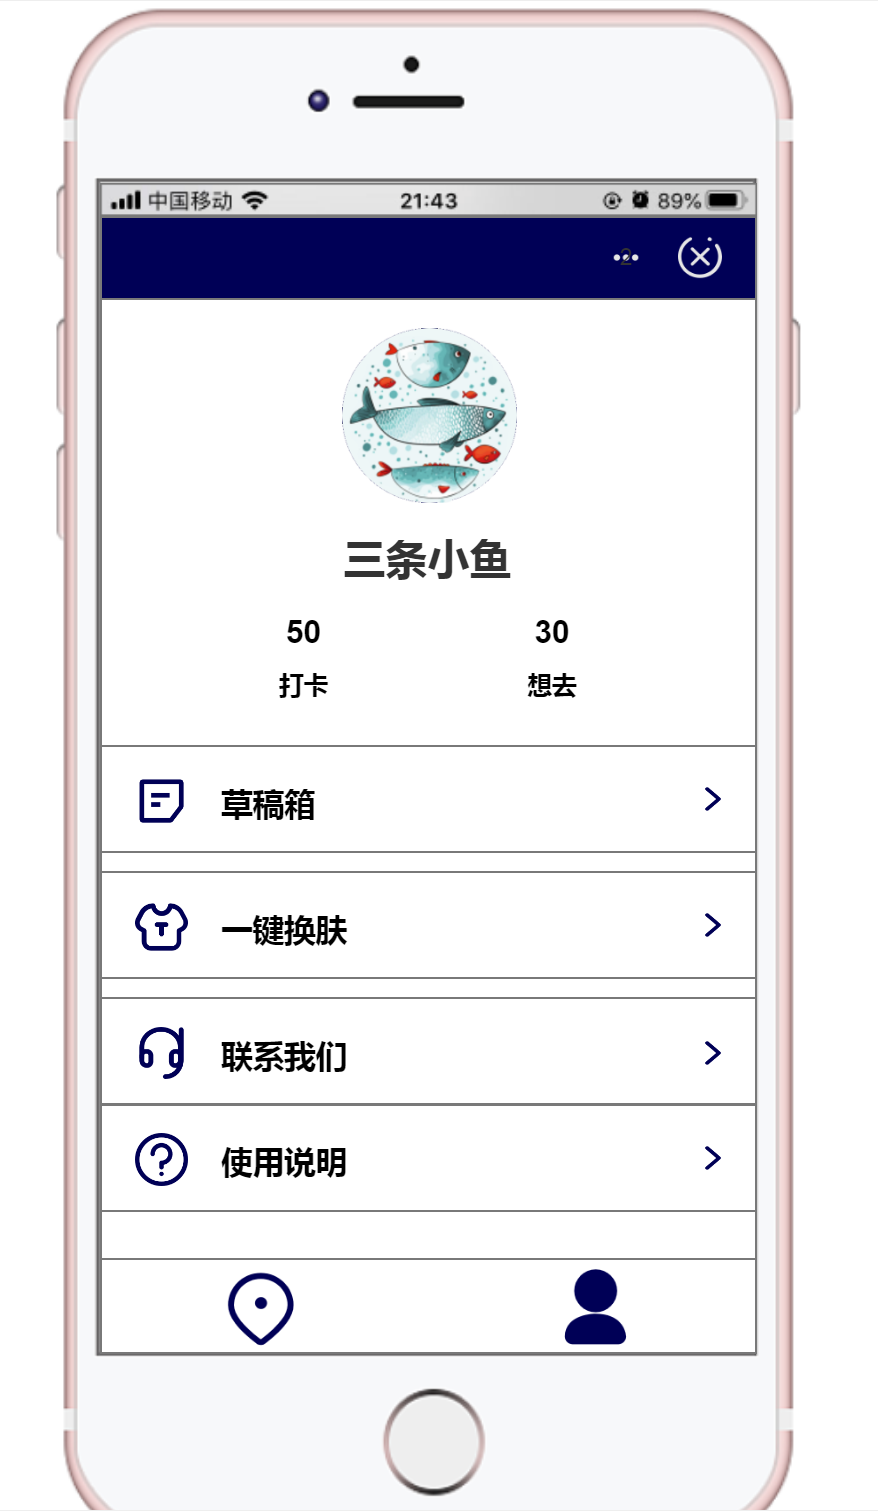 中国移动 21:43 89%
2
三条小鱼
50 30
打卡 想去
草稿箱
一键换肤
联系我们
使用说明